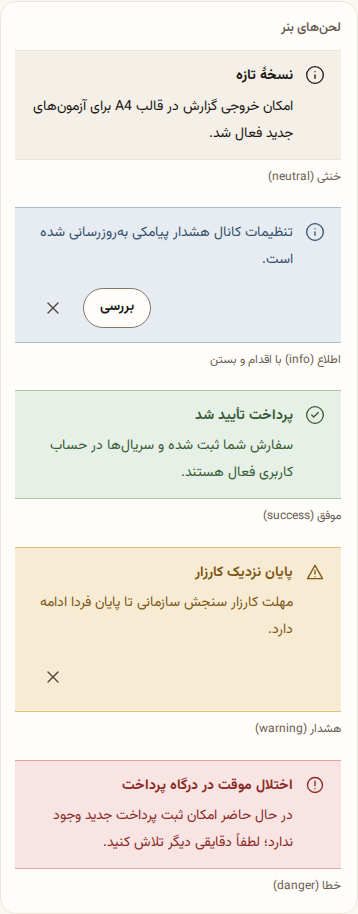 لحن‌های بنر
نسخهٔ تازه
امکان خروجی گزارش در قالب A4 برای آزمون‌های
جدید فعال شد.
خنثی (neutral)
تنظیمات کانال هشدار پیامکی به‌روزرسانی شده
است.
بررسی
اطلاع (info) با اقدام و بستن
پرداخت تأیید شد
سفارش شما ثبت شده و سریال‌ها در حساب
کاربری فعال هستند.
موفق (success)
پایان نزدیک کارزار
مهلت کارزار سنجش سازمانی تا پایان فردا ادامه
دارد.
هشدار (warning)
اختلال موقت در درگاه پرداخت
در حال حاضر امکان ثبت پرداخت جدید وجود
ندارد؛ لطفاً دقایقی دیگر تلاش کنید.
خطا (danger)